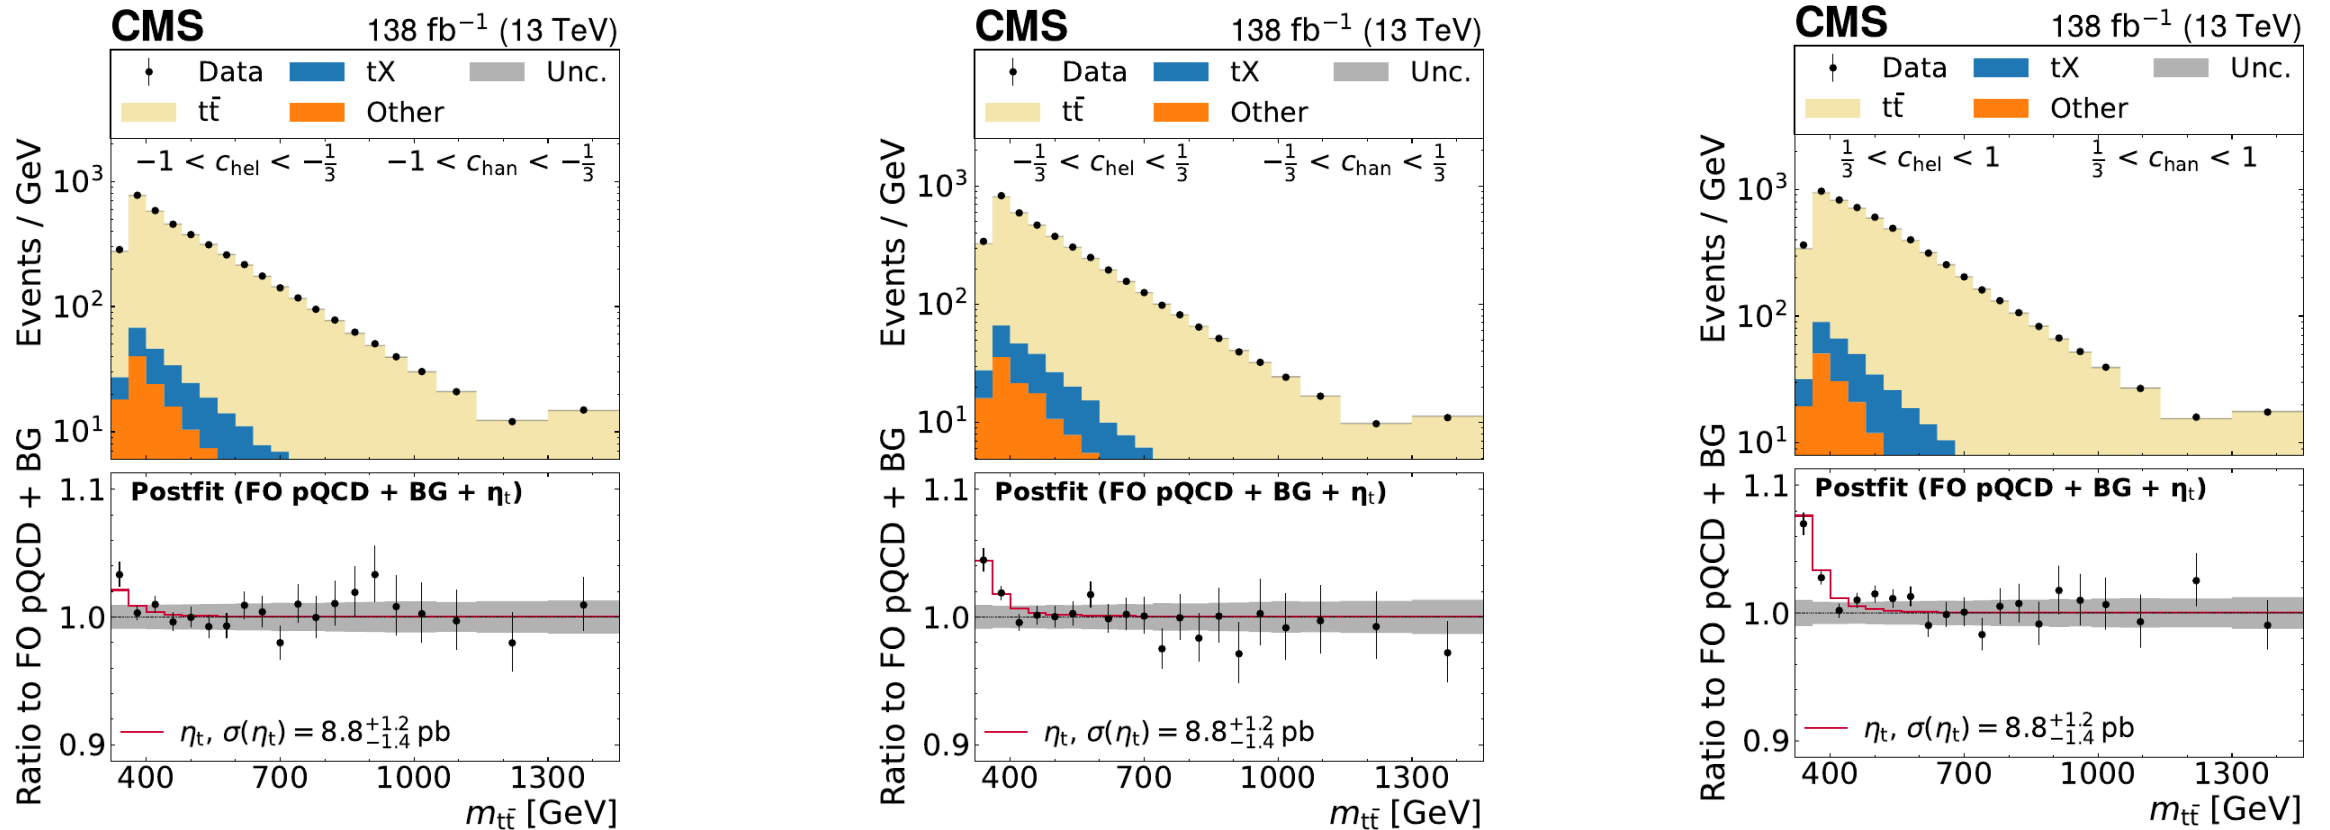 CMS 138 fb⁻¹ (13 TeV)
Data tX Unc.
tt̄ Other
−1 < c_hel < −1/3 −1 < c_han < −1/3
Events / GeV
10³
10²
10¹
Ratio to FO pQCD + BG
Postfit (FO pQCD + BG + η_t)
1.1
1.0
0.9
η_t, σ(η_t) = 8.8 +1.2 −1.4 pb
400 700 1000 1300
m_tt̄ [GeV]
CMS 138 fb⁻¹ (13 TeV)
Data tX Unc.
tt̄ Other
−1/3 < c_hel < 1/3 −1/3 < c_han < 1/3
Events / GeV
10³
10²
10¹
Ratio to FO pQCD + BG
Postfit (FO pQCD + BG + η_t)
1.1
1.0
0.9
η_t, σ(η_t) = 8.8 +1.2 −1.4 pb
400 700 1000 1300
m_tt̄ [GeV]
CMS 138 fb⁻¹ (13 TeV)
Data tX Unc.
tt̄ Other
1/3 < c_hel < 1 1/3 < c_han < 1
Events / GeV
10³
10²
10¹
Ratio to FO pQCD + BG
Postfit (FO pQCD + BG + η_t)
1.1
1.0
0.9
η_t, σ(η_t) = 8.8 +1.2 −1.4 pb
400 700 1000 1300
m_tt̄ [GeV]